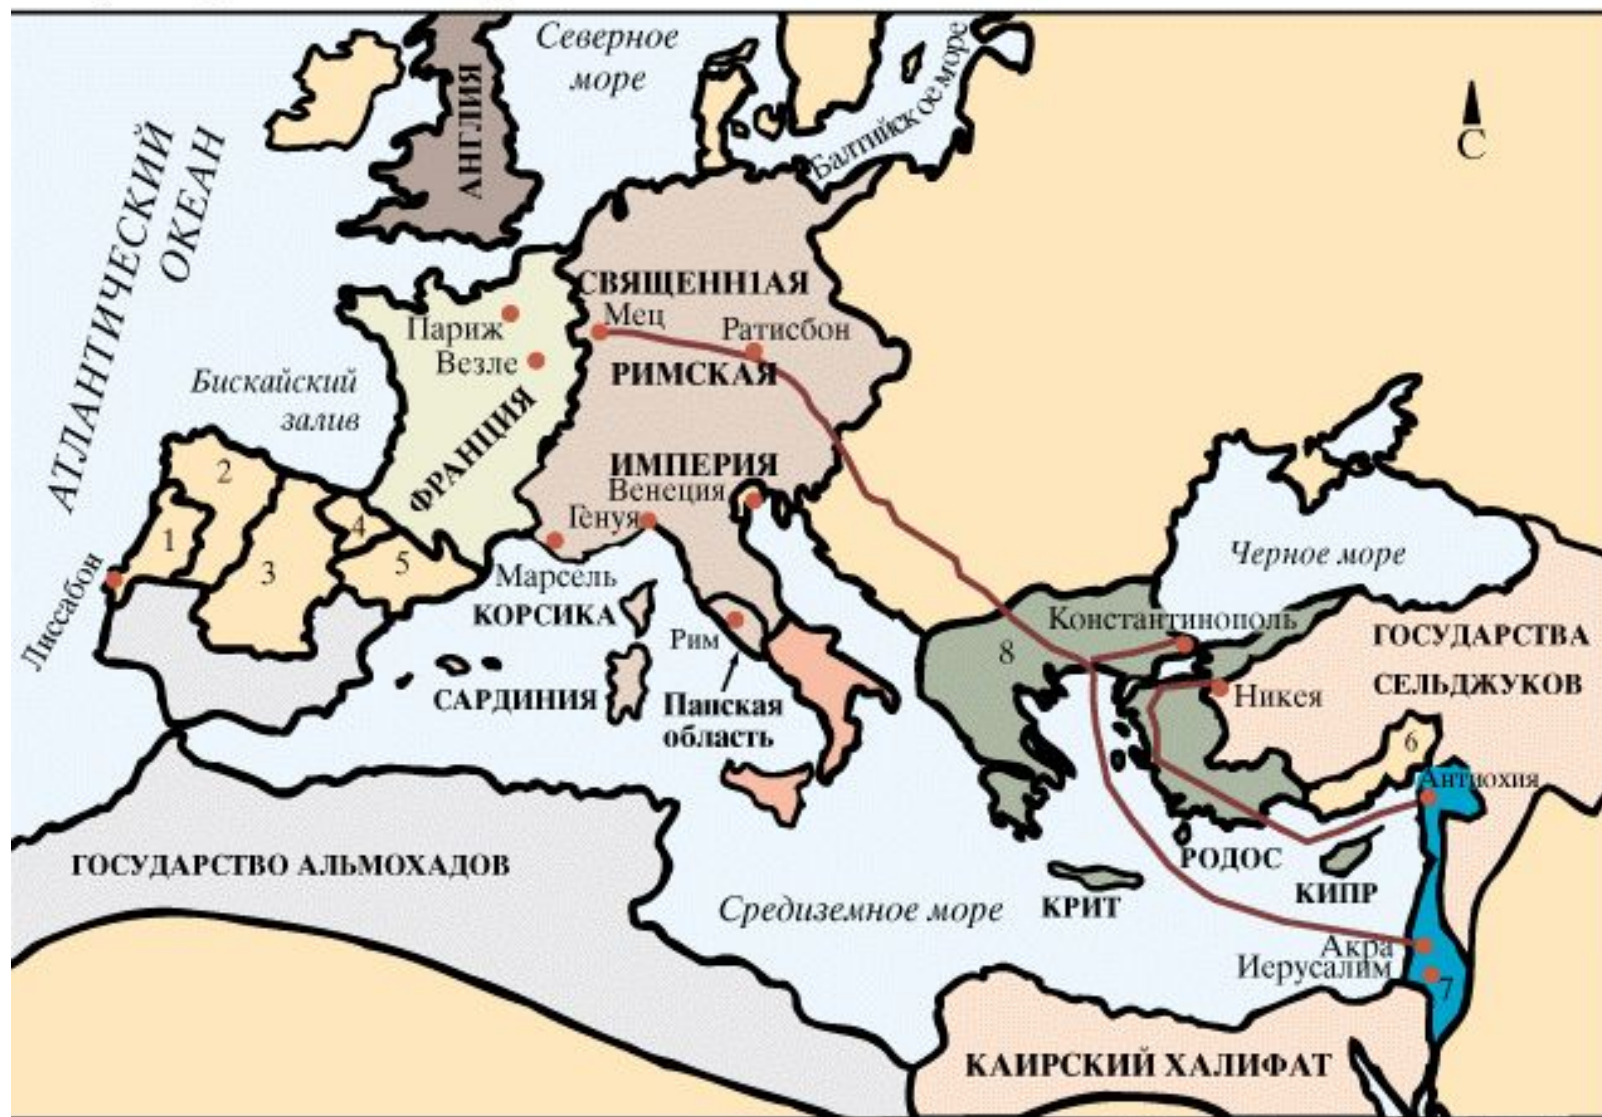 Северное
море
АНГЛИЯ
Балтийское море
С
АТЛАНТИЧЕСКИЙ
ОКЕАН
СВЯЩЕНН1АЯ
Мец
Париж
Ратисбон
Везле
РИМСКАЯ
Бискайский
залив
ФРАНЦИЯ
ИМПЕРИЯ
2
Венеция
Генуя
1
4
3
5
Черное море
Лиссабон
Марсель
КОРСИКА
Константинополь
Рим
8
ГОСУДАРСТВА
СЕЛЬДЖУКОВ
САРДИНИЯ
Никея
Папская
область
6
Антиохия
ГОСУДАРСТВО АЛЬМОХАДОВ
РОДОС
КИПР
Средиземное море
КРИТ
Акра
Иерусалим
7
КАИРСКИЙ ХАЛИФАТ